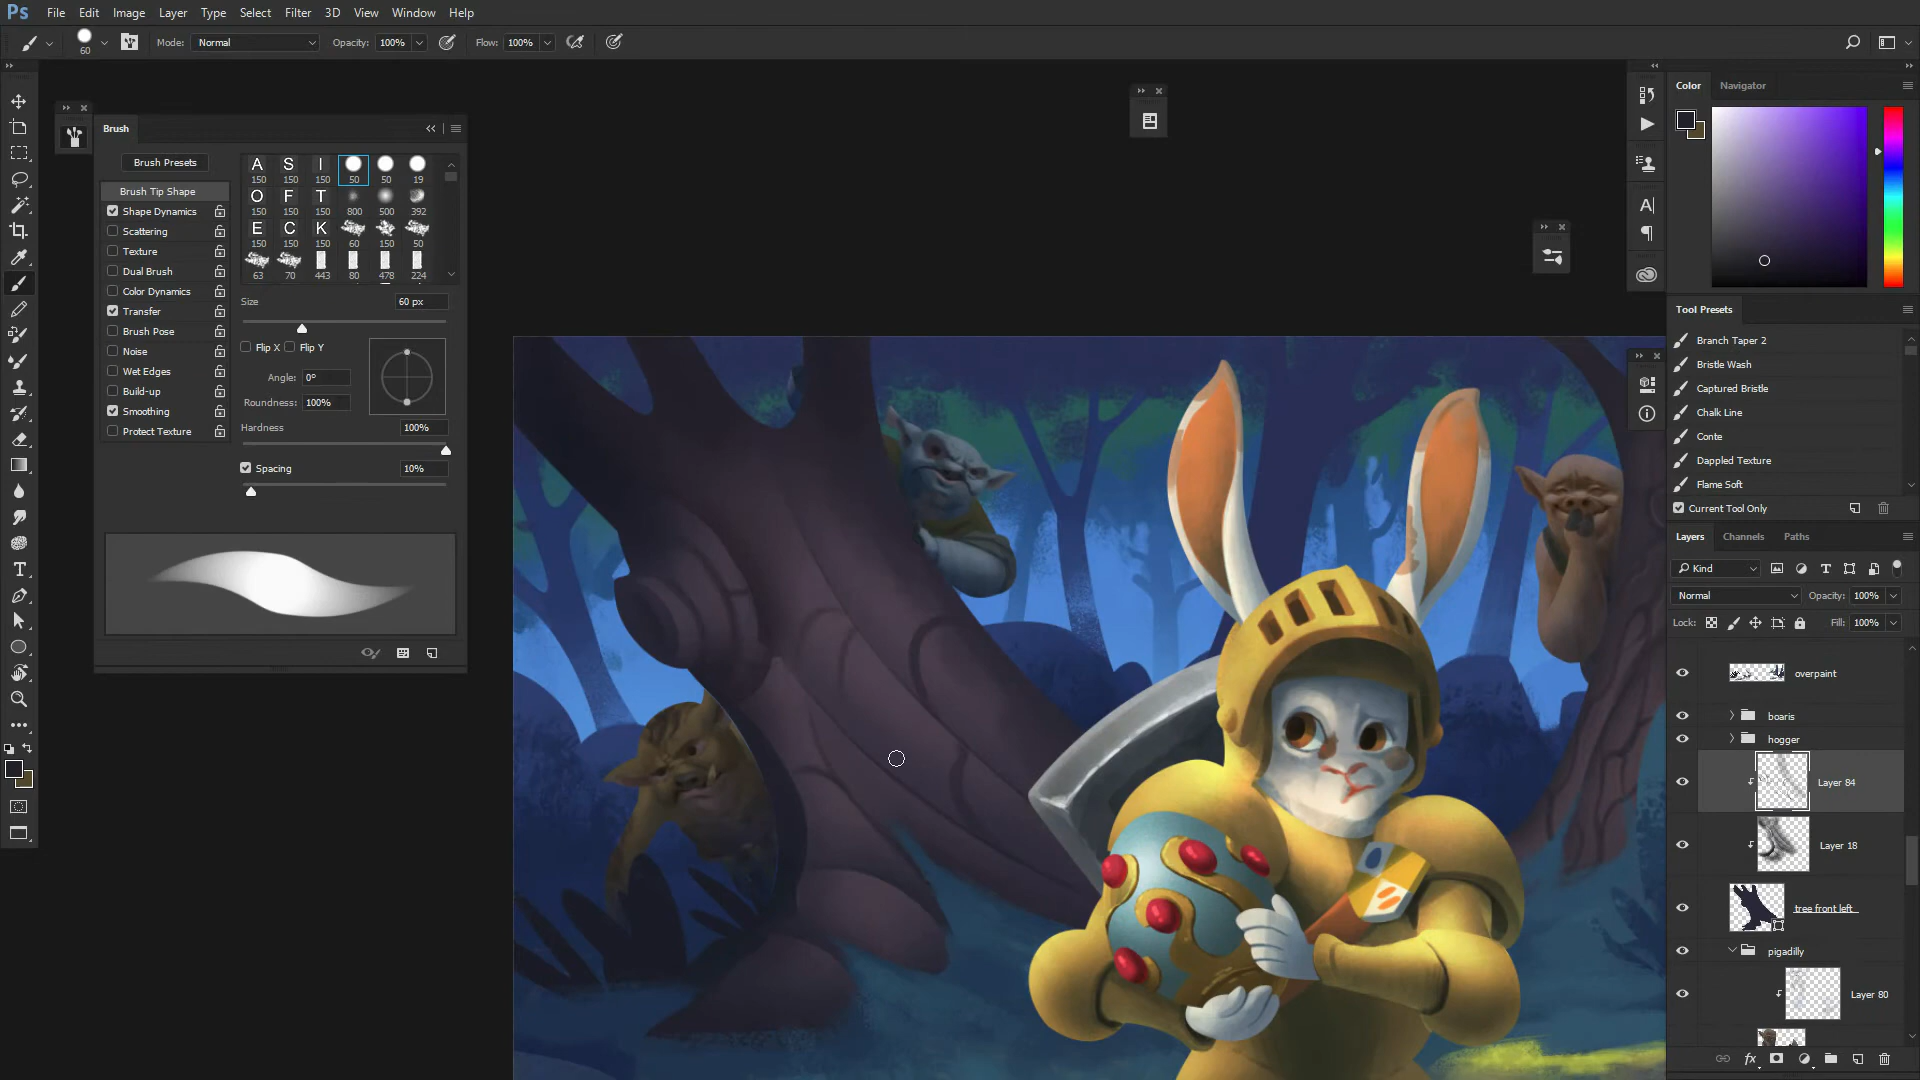 Ps File Edit Image Layer Type Select Filter 3D View Window Help
60 Mode: Normal Opacity: 100% Flow: 100%
Brush
Brush Presets
Brush Tip Shape
Shape Dynamics
Scattering
Texture
Dual Brush
Color Dynamics
Transfer
Brush Pose
Noise
Wet Edges
Build-up
Smoothing
Protect Texture
A S I
150 150 150 50 50 19
O F T
150 150 150 800 500 392
E C K
150 150 150 60 150 50
63 70 443 80 478 224
Size 60 px
Flip X Flip Y
Angle: 0°
Roundness: 100%
Hardness 100%
Spacing 10%
Color Navigator
Tool Presets
Branch Taper 2
Bristle Wash
Captured Bristle
Chalk Line
Conte
Dappled Texture
Flame Soft
Current Tool Only
Layers Channels Paths
Kind
Normal Opacity: 100%
Lock: Fill: 100%
overpaint
boaris
hogger
Layer 84
Layer 18
tree front left
pigadilly
Layer 80